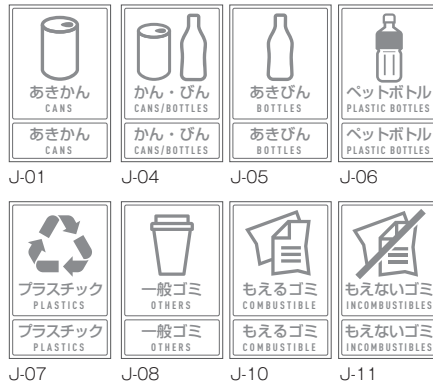 あきかん
CANS
あきかん
CANS
J-01
かん・びん
CANS/BOTTLES
かん・びん
CANS/BOTTLES
J-04
あきびん
BOTTLES
あきびん
BOTTLES
J-05
ペットボトル
PLASTIC BOTTLES
ペットボトル
PLASTIC BOTTLES
J-06
プラスチック
PLASTICS
プラスチック
PLASTICS
J-07
一般ゴミ
OTHERS
一般ゴミ
OTHERS
J-08
もえるゴミ
COMBUSTIBLE
もえるゴミ
COMBUSTIBLE
J-10
もえないゴミ
INCOMBUSTIBLES
もえないゴミ
INCOMBUSTIBLES
J-11